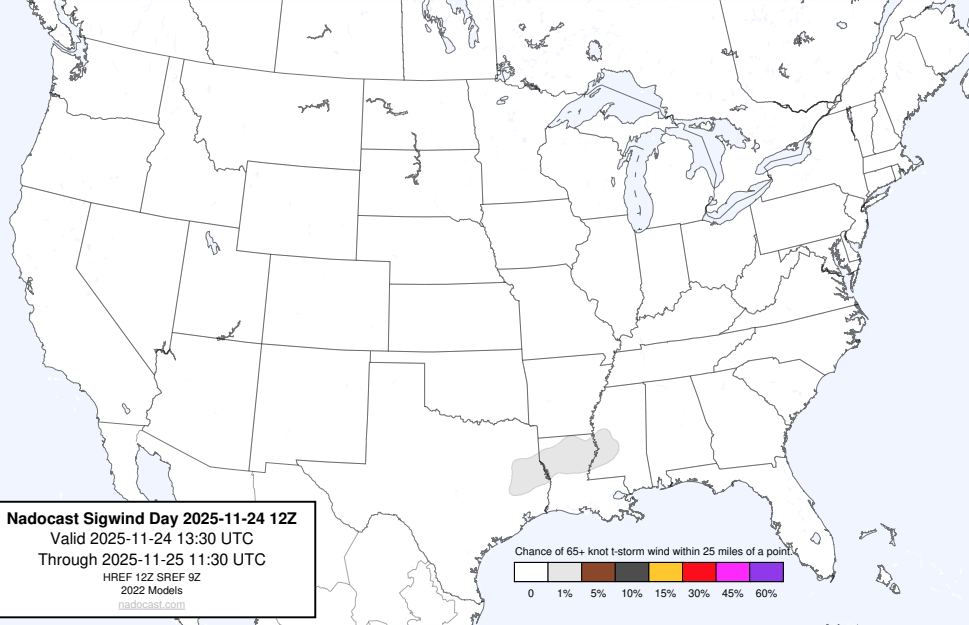 Nadocast Sigwind Day 2025-11-24 12Z
Valid 2025-11-24 13:30 UTC
Through 2025-11-25 11:30 UTC
HREF 12Z SREF 9Z
2022 Models
nadocast.com
Chance of 65+ knot t-storm wind within 25 miles of a point.
0 1% 5% 10% 15% 30% 45% 60%